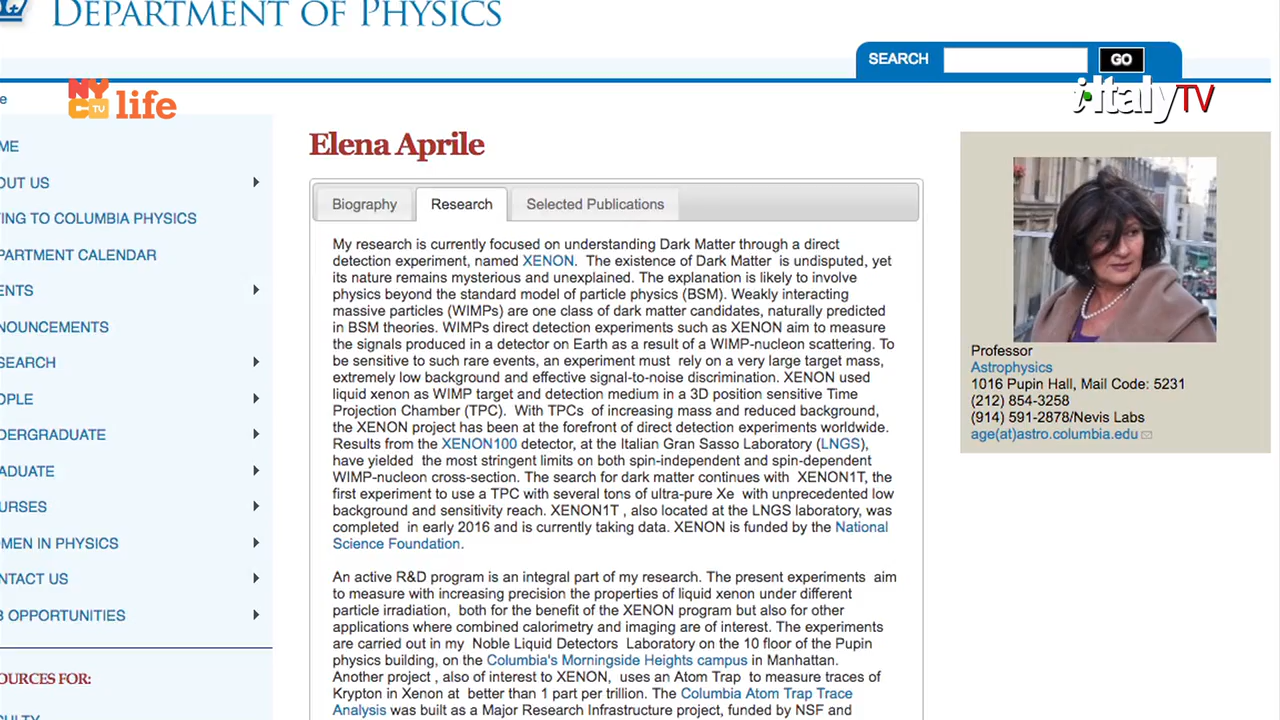 DEPARTMENT OF PHYSICS
SEARCH
GO
NYC TV life
i-Italy TV
e
ME
OUT US
ING TO COLUMBIA PHYSICS
PARTMENT CALENDAR
ENTS
NOUNCEMENTS
SEARCH
OPLE
DERGRADUATE
ADUATE
URSES
MEN IN PHYSICS
NTACT US
B OPPORTUNITIES
OURCES FOR:
Elena Aprile
Biography
Research
Selected Publications
My research is currently focused on understanding Dark Matter through a direct
detection experiment, named XENON. The existence of Dark Matter is undisputed, yet
its nature remains mysterious and unexplained. The explanation is likely to involve
physics beyond the standard model of particle physics (BSM). Weakly interacting
massive particles (WIMPs) are one class of dark matter candidates, naturally predicted
in BSM theories. WIMPs direct detection experiments such as XENON aim to measure
the signals produced in a detector on Earth as a result of a WIMP-nucleon scattering. To
be sensitive to such rare events, an experiment must rely on a very large target mass,
extremely low background and effective signal-to-noise discrimination. XENON used
liquid xenon as WIMP target and detection medium in a 3D position sensitive Time
Projection Chamber (TPC). With TPCs of increasing mass and reduced background,
the XENON project has been at the forefront of direct detection experiments worldwide.
Results from the XENON100 detector, at the Italian Gran Sasso Laboratory (LNGS),
have yielded the most stringent limits on both spin-independent and spin-dependent
WIMP-nucleon cross-section. The search for dark matter continues with XENON1T, the
first experiment to use a TPC with several tons of ultra-pure Xe with unprecedented low
background and sensitivity reach. XENON1T , also located at the LNGS laboratory, was
completed in early 2016 and is currently taking data. XENON is funded by the National
Science Foundation.
An active R&D program is an integral part of my research. The present experiments aim
to measure with increasing precision the properties of liquid xenon under different
particle irradiation, both for the benefit of the XENON program but also for other
applications where combined calorimetry and imaging are of interest. The experiments
are carried out in my Noble Liquid Detectors Laboratory on the 10 floor of the Pupin
physics building, on the Columbia's Morningside Heights campus in Manhattan.
Another project , also of interest to XENON, uses an Atom Trap to measure traces of
Krypton in Xenon at better than 1 part per trillion. The Columbia Atom Trap Trace
Analysis was built as a Major Research Infrastructure project, funded by NSF and
Professor
Astrophysics
1016 Pupin Hall, Mail Code: 5231
(212) 854-3258
(914) 591-2878/Nevis Labs
age(at)astro.columbia.edu